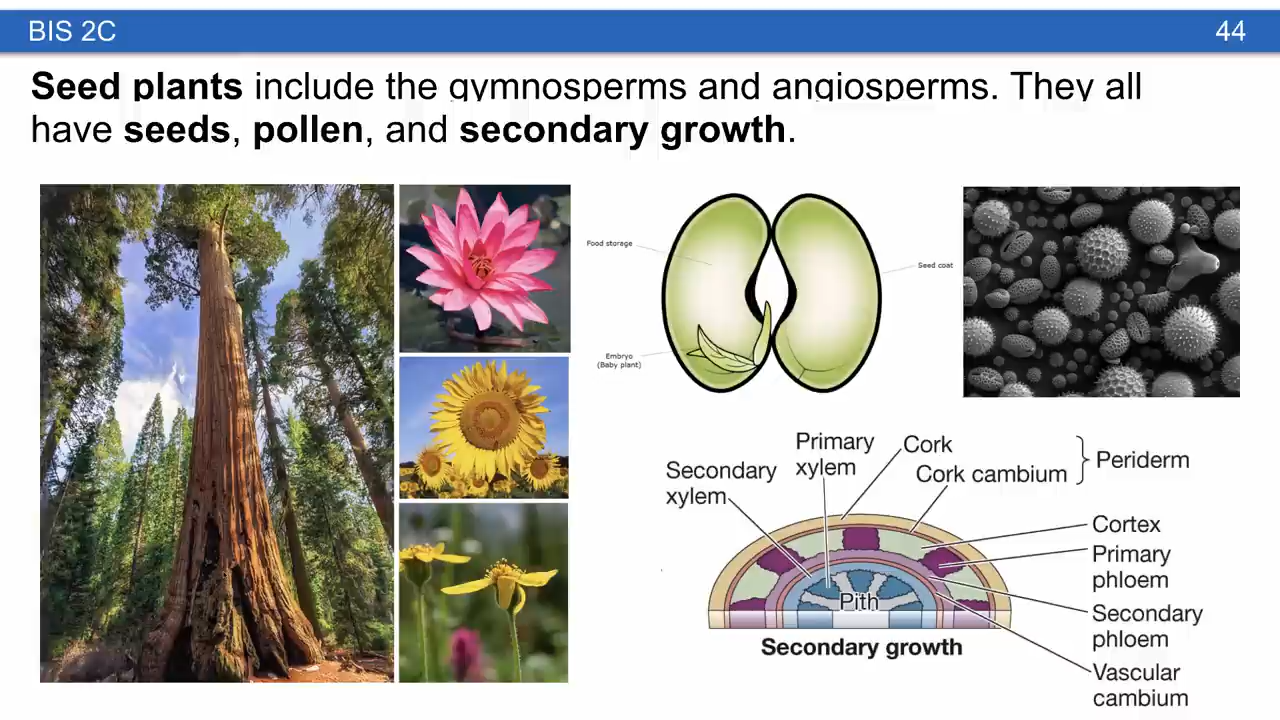 BIS 2C
44
Seed plants include the gymnosperms and angiosperms. They all
have seeds, pollen, and secondary growth.
Food storage
Seed coat
Embryo
(Baby plant)
Primary
xylem
Cork
Cork cambium
Periderm
Secondary
xylem
Cortex
Primary
phloem
Pith
Secondary
phloem
Secondary growth
Vascular
cambium